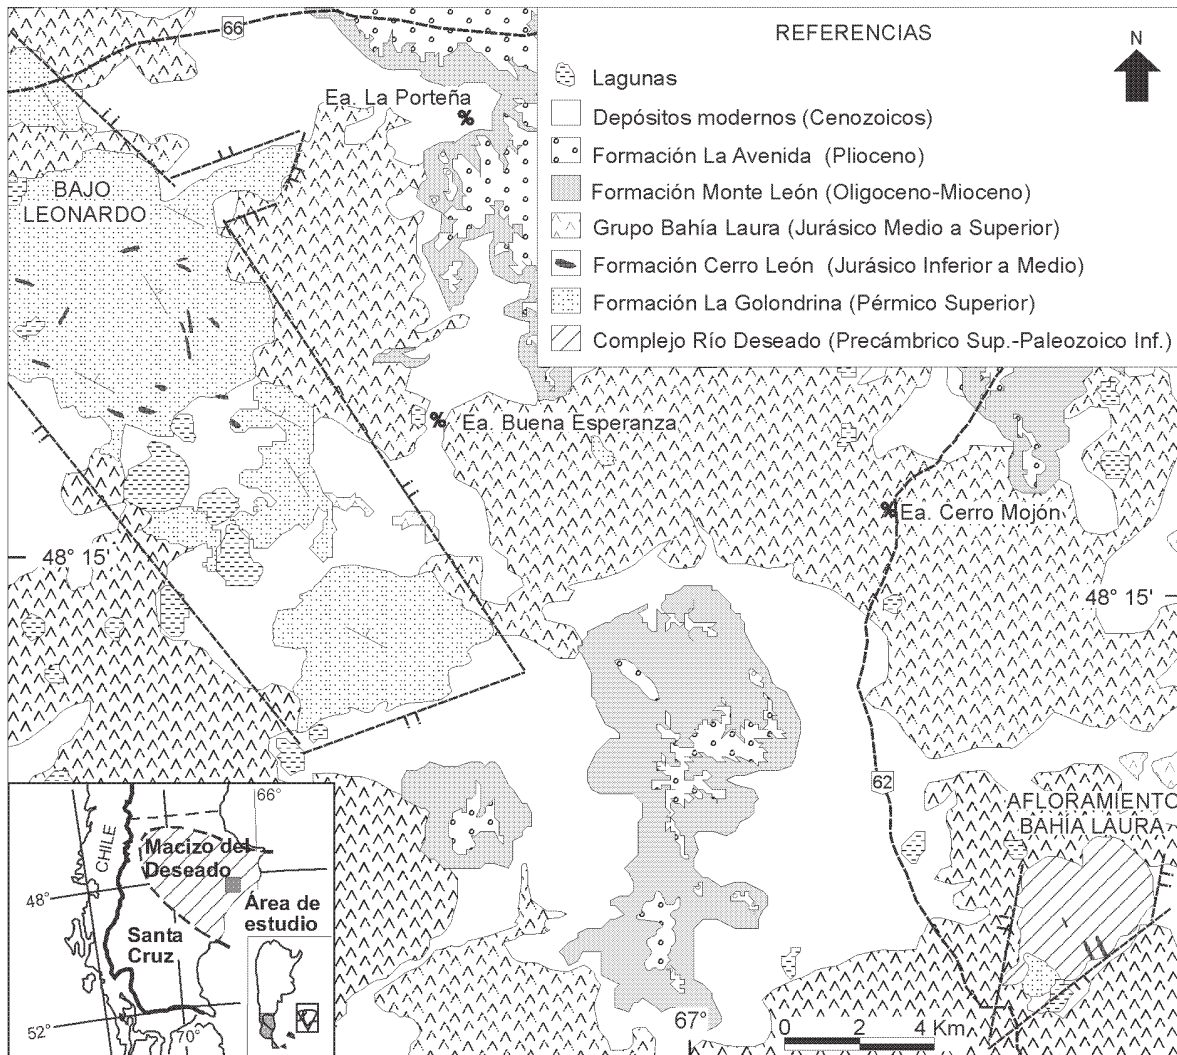 66
Ea. La Porteña
BAJO
LEONARDO
REFERENCIAS
N
Lagunas
Depósitos modernos (Cenozoicos)
Formación La Avenida (Plioceno)
Formación Monte León (Oligoceno-Mioceno)
Grupo Bahía Laura (Jurásico Medio a Superior)
Formación Cerro León (Jurásico Inferior a Medio)
Formación La Golondrina (Pérmico Superior)
Complejo Río Deseado (Precámbrico Sup.-Paleozoico Inf.)
Ea. Buena Esperanza
Ea. Cerro Mojón
48° 15'
48° 15'
62
AFLORAMIENTO
BAHÍA LAURA
67°
0 2 4 Km
66°
CHILE
Macizo del
Deseado
48°
Área de
estudio
Santa
Cruz
52°
70°